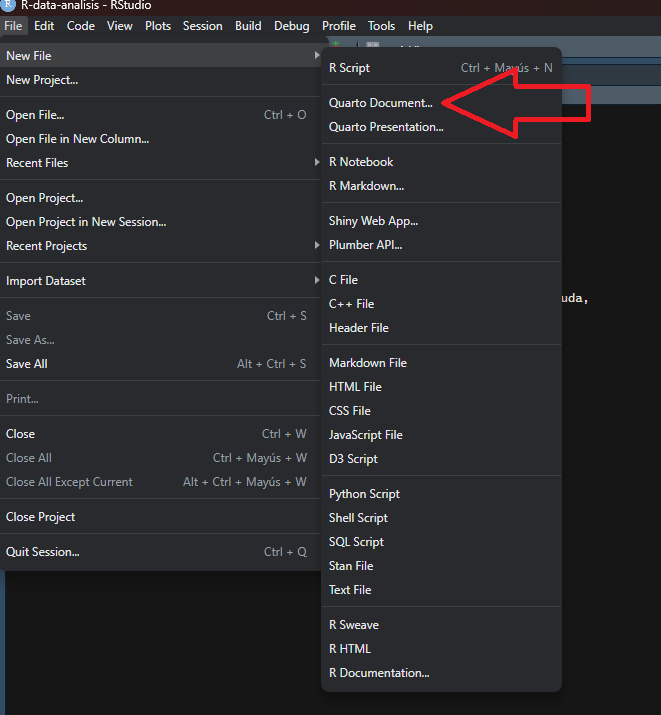 R-data-analisis - RStudio
File Edit Code View Plots Session Build Debug Profile Tools Help
New File
New Project...
Open File... Ctrl + O
Open File in New Column...
Recent Files
Open Project...
Open Project in New Session...
Recent Projects
Import Dataset
Save Ctrl + S
Save As...
Save All Alt + Ctrl + S
Print...
Close Ctrl + W
Close All Ctrl + Mayús + W
Close All Except Current Alt + Ctrl + Mayús + W
Close Project
Quit Session... Ctrl + Q
R Script Ctrl + Mayús + N
Quarto Document...
Quarto Presentation...
R Notebook
R Markdown...
Shiny Web App...
Plumber API...
C File
C++ File
Header File
Markdown File
HTML File
CSS File
JavaScript File
D3 Script
Python Script
Shell Script
SQL Script
Stan File
Text File
R Sweave
R HTML
R Documentation...
uda,